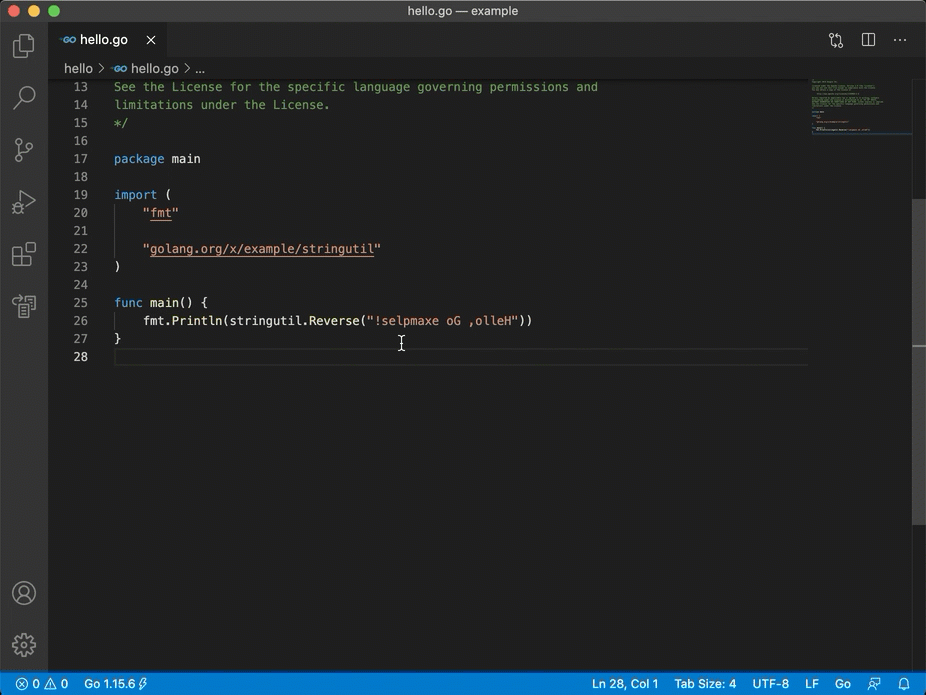 hello.go — example
GO hello.go
hello > GO hello.go > ...
13 See the License for the specific language governing permissions and
14 limitations under the License.
15 */
16
17 package main
18
19 import (
20 "fmt"
21
22 "golang.org/x/example/stringutil"
23 )
24
25 func main() {
26 fmt.Println(stringutil.Reverse("!selpmaxe oG ,olleH"))
27 }
28
0 0 Go 1.15.6 Ln 28, Col 1 Tab Size: 4 UTF-8 LF Go